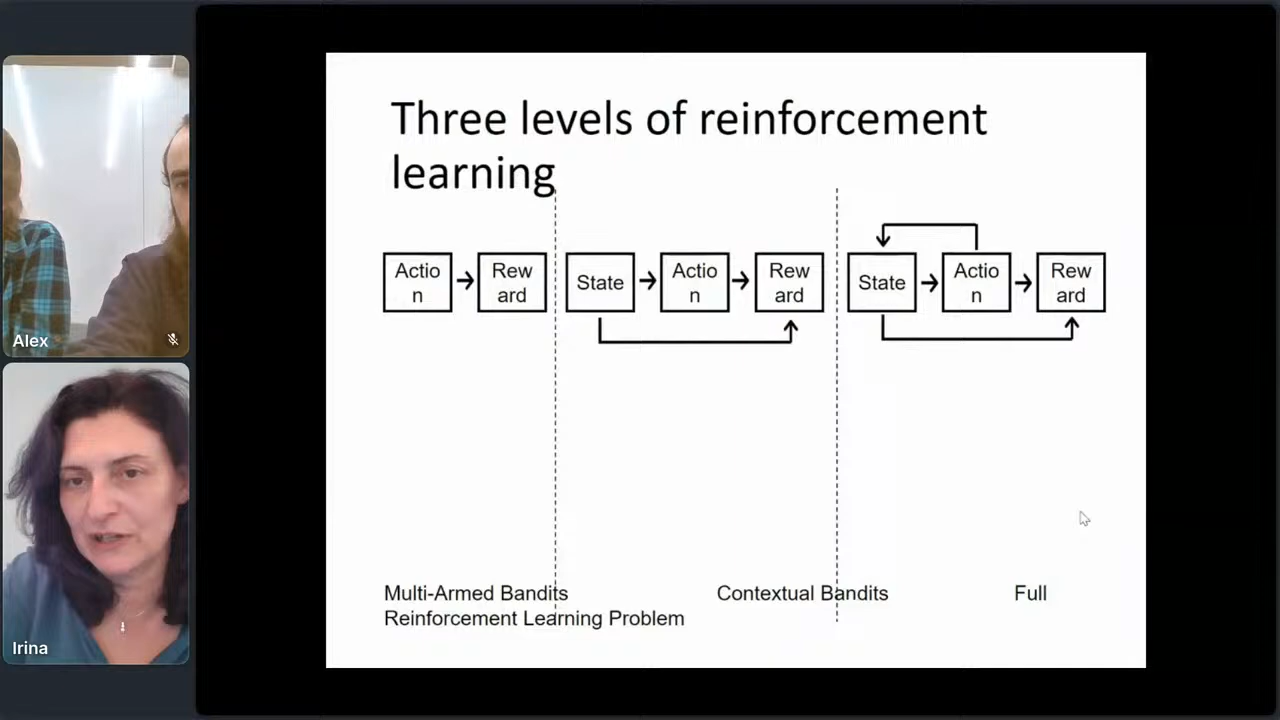 Three levels of reinforcement
learning
Actio
n
Rew
ard
State
Actio
n
Rew
ard
State
Actio
n
Rew
ard
Multi-Armed Bandits Contextual Bandits Full
Reinforcement Learning Problem
Alex
Irina